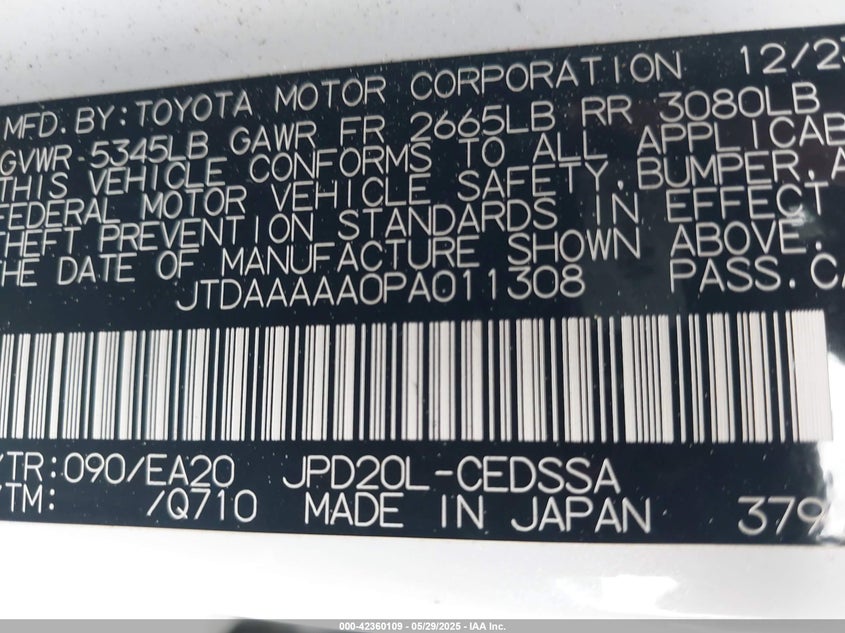 MFD.BY: TOYOTA MOTOR CORPORATION 12/23
GVWR 5345LB GAWR FR 2665LB RR 3080LB
THIS VEHICLE CONFORMS TO ALL APPLICAB
FEDERAL MOTOR VEHICLE SAFETY, BUMPER, A
THEFT PREVENTION STANDARDS IN EFFECT
THE DATE OF MANUFACTURE SHOWN ABOVE.
JTDAAAAA0PA011308 PASS.CA
/TR:090/EA20 JPD20L-CEDSSA
/TM: /Q710 MADE IN JAPAN 379
000-42360109 - 05/29/2025 - IAA Inc.